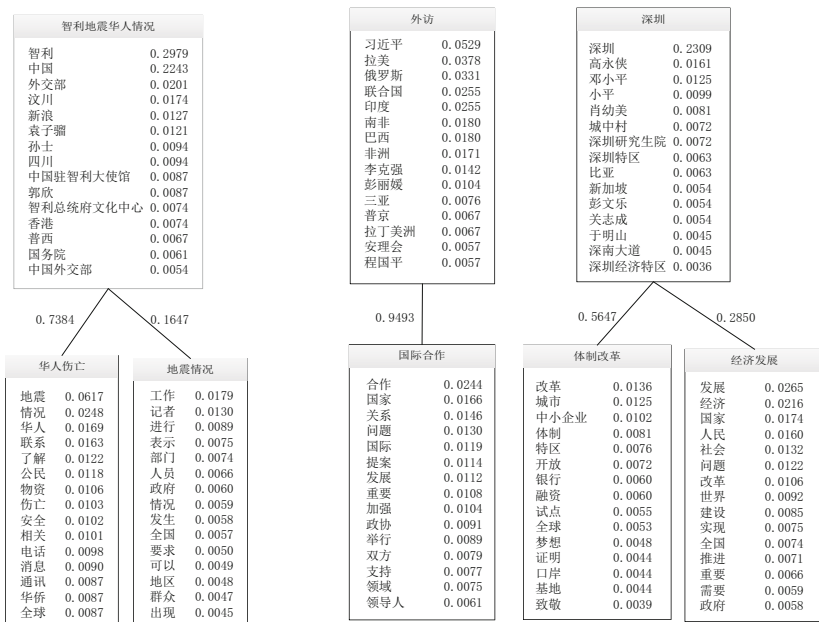 智利地震华人情况
智利 0.2979
中国 0.2243
外交部 0.0201
汶川 0.0174
新浪 0.0127
袁子骝 0.0121
孙士 0.0094
四川 0.0094
中国驻智利大使馆 0.0087
郭欣 0.0087
智利总统府文化中心 0.0074
香港 0.0074
普西 0.0067
国务院 0.0061
中国外交部 0.0054
0.7384
0.1647
华人伤亡
地震 0.0617
情况 0.0248
华人 0.0169
联系 0.0163
了解 0.0122
公民 0.0118
物资 0.0106
伤亡 0.0103
安全 0.0102
相关 0.0101
电话 0.0098
消息 0.0090
通讯 0.0087
华侨 0.0087
全球 0.0087
地震情况
工作 0.0179
记者 0.0130
进行 0.0089
表示 0.0075
部门 0.0074
人员 0.0066
政府 0.0060
情况 0.0059
发生 0.0058
全国 0.0057
要求 0.0050
可以 0.0049
地区 0.0048
群众 0.0047
出现 0.0045
外访
习近平 0.0529
拉美 0.0378
俄罗斯 0.0331
联合国 0.0255
印度 0.0255
南非 0.0180
巴西 0.0180
非洲 0.0171
李克强 0.0142
彭丽媛 0.0104
三亚 0.0076
普京 0.0067
拉丁美洲 0.0067
安理会 0.0057
程国平 0.0057
0.9493
国际合作
合作 0.0244
国家 0.0166
关系 0.0146
问题 0.0130
国际 0.0119
提案 0.0114
发展 0.0112
重要 0.0108
加强 0.0104
政协 0.0091
举行 0.0089
双方 0.0079
支持 0.0077
领域 0.0075
领导人 0.0061
深圳
深圳 0.2309
高永侠 0.0161
邓小平 0.0125
小平 0.0099
肖幼美 0.0081
城中村 0.0072
深圳研究生院 0.0072
深圳特区 0.0063
比亚 0.0063
新加坡 0.0054
彭文乐 0.0054
关志成 0.0054
于明山 0.0045
深南大道 0.0045
深圳经济特区 0.0036
0.5647
0.2850
体制改革
改革 0.0136
城市 0.0125
中小企业 0.0102
体制 0.0081
特区 0.0076
开放 0.0072
银行 0.0060
融资 0.0060
试点 0.0055
全球 0.0053
梦想 0.0048
证明 0.0044
口岸 0.0044
基地 0.0044
致敬 0.0039
经济发展
发展 0.0265
经济 0.0216
国家 0.0174
人民 0.0160
社会 0.0132
问题 0.0122
改革 0.0106
世界 0.0092
建设 0.0085
实现 0.0075
全国 0.0074
推进 0.0071
重要 0.0066
需要 0.0059
政府 0.0058